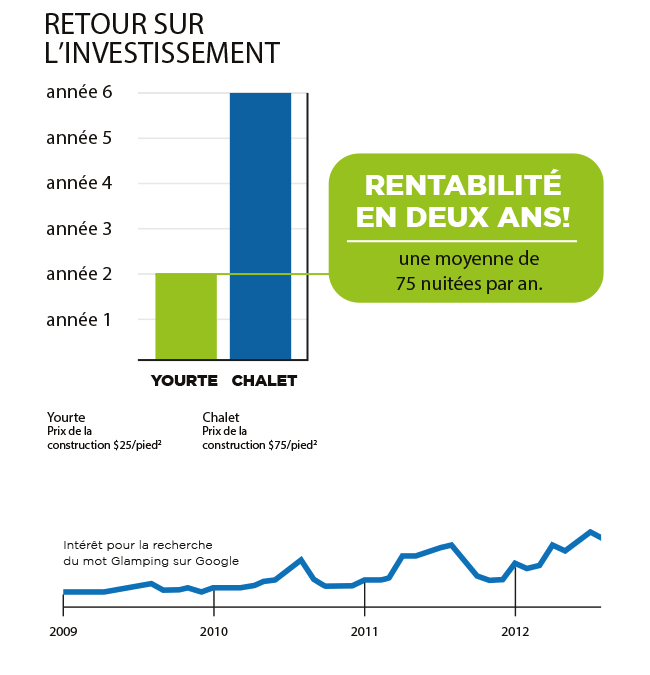 RETOUR SUR
L’INVESTISSEMENT
année 6
année 5
année 4
année 3
année 2
année 1
RENTABILITÉ
EN DEUX ANS!
une moyenne de
75 nuitées par an.
YOURTE CHALET
Yourte
Prix de la
construction $25/pied²
Chalet
Prix de la
construction $75/pied²
Intérêt pour la recherche
du mot Glamping sur Google
2009 2010 2011 2012